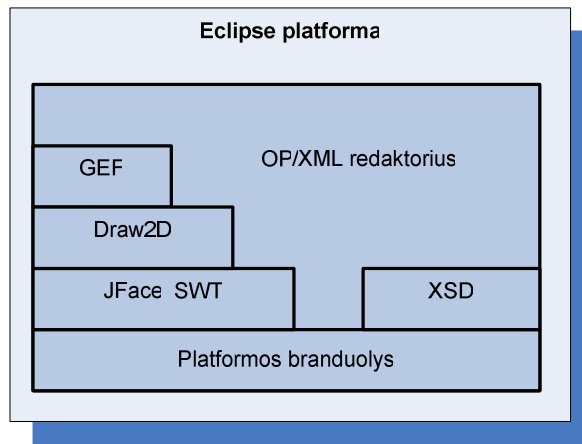 Eclipse platforma
OP/XML redaktorius
GEF
Draw2D
JFace SWT
XSD
Platformos branduolys